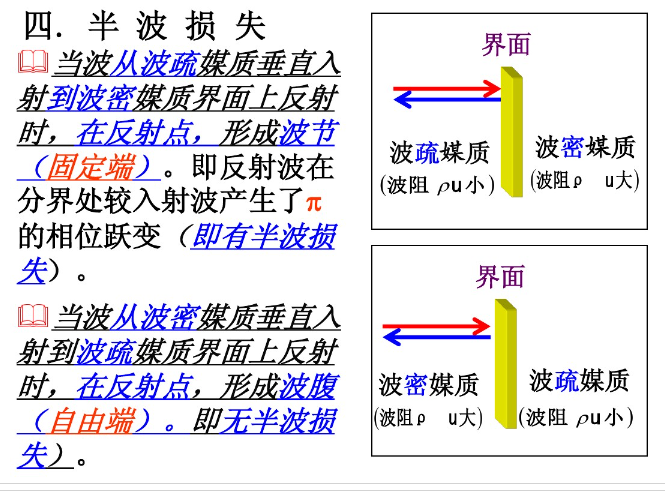 四. 半 波 损 失
当波从波疏媒质垂直入
射到波密媒质界面上反射
时，在反射点，形成波节
（固定端）。即反射波在
分界处较入射波产生了π
的相位跃变（即有半波损
失）。
当波从波密媒质垂直入
射到波疏媒质界面上反射
时，在反射点，形成波腹
（自由端）。即无半波损
失）。
界面
波疏媒质
(波阻 ρu小)
波密媒质
(波阻ρ u大)
界面
波密媒质
(波阻ρ u大)
波疏媒质
(波阻 ρu小)